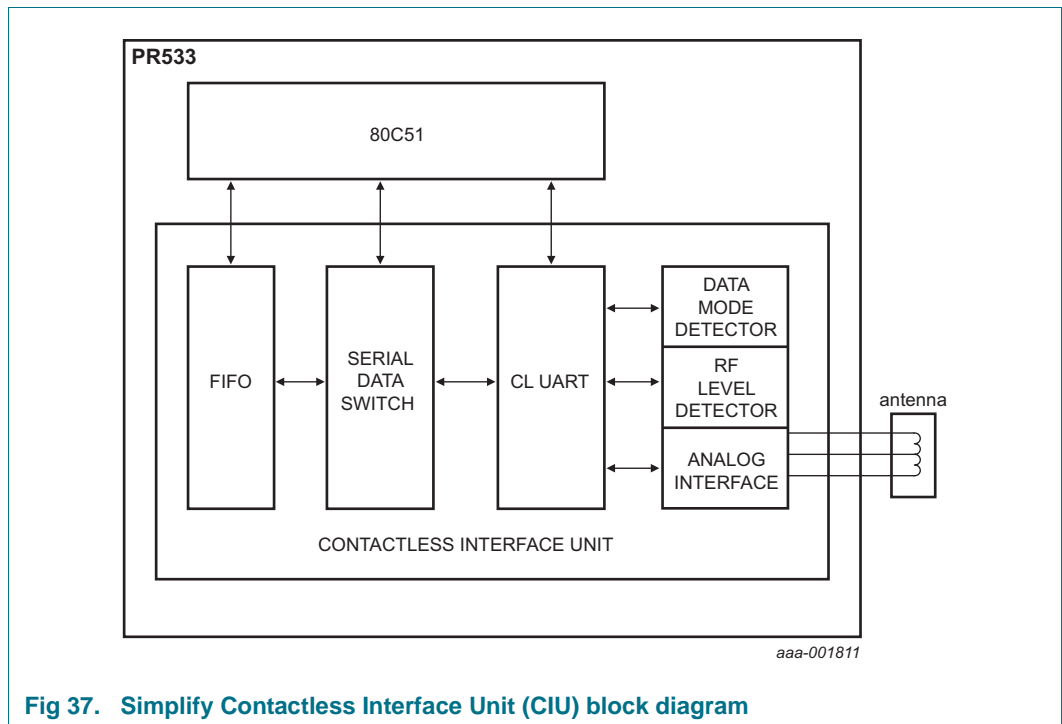 PR533
80C51
FIFO
SERIAL
DATA
SWITCH
CL UART
DATA
MODE
DETECTOR
RF
LEVEL
DETECTOR
ANALOG
INTERFACE
antenna
CONTACTLESS INTERFACE UNIT
aaa-001811
Fig 37. Simplify Contactless Interface Unit (CIU) block diagram